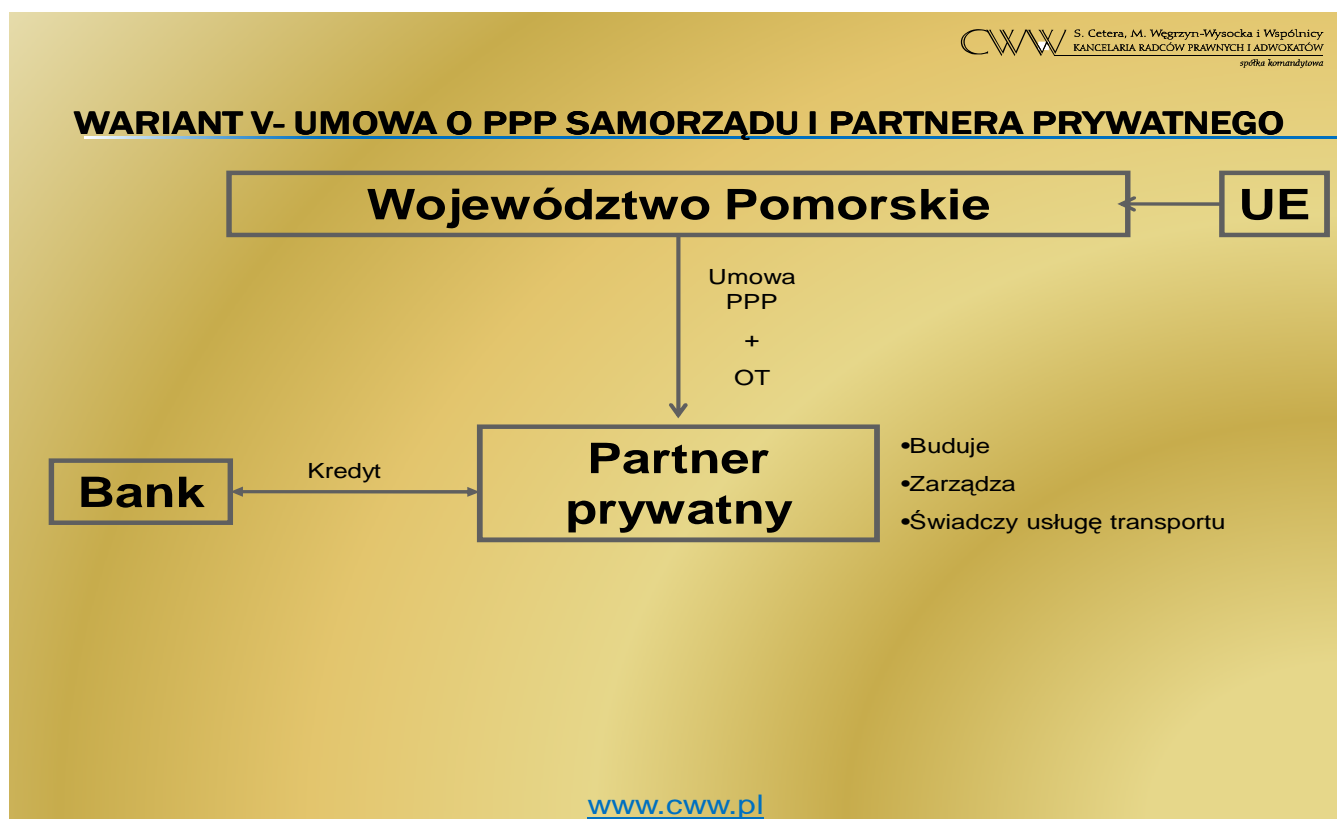 CWW
S. Cetera, M. Węgrzyn-Wysocka i Wspólnicy
KANCELARIA RADCÓW PRAWNYCH I ADWOKATÓW
spółka komandytowa
WARIANT V- UMOWA O PPP SAMORZĄDU I PARTNERA PRYWATNEGO
Województwo Pomorskie
UE
Umowa
PPP
+
OT
Bank
Kredyt
Partner
prywatny
•Buduje
•Zarządza
•Świadczy usługę transportu
www.cww.pl